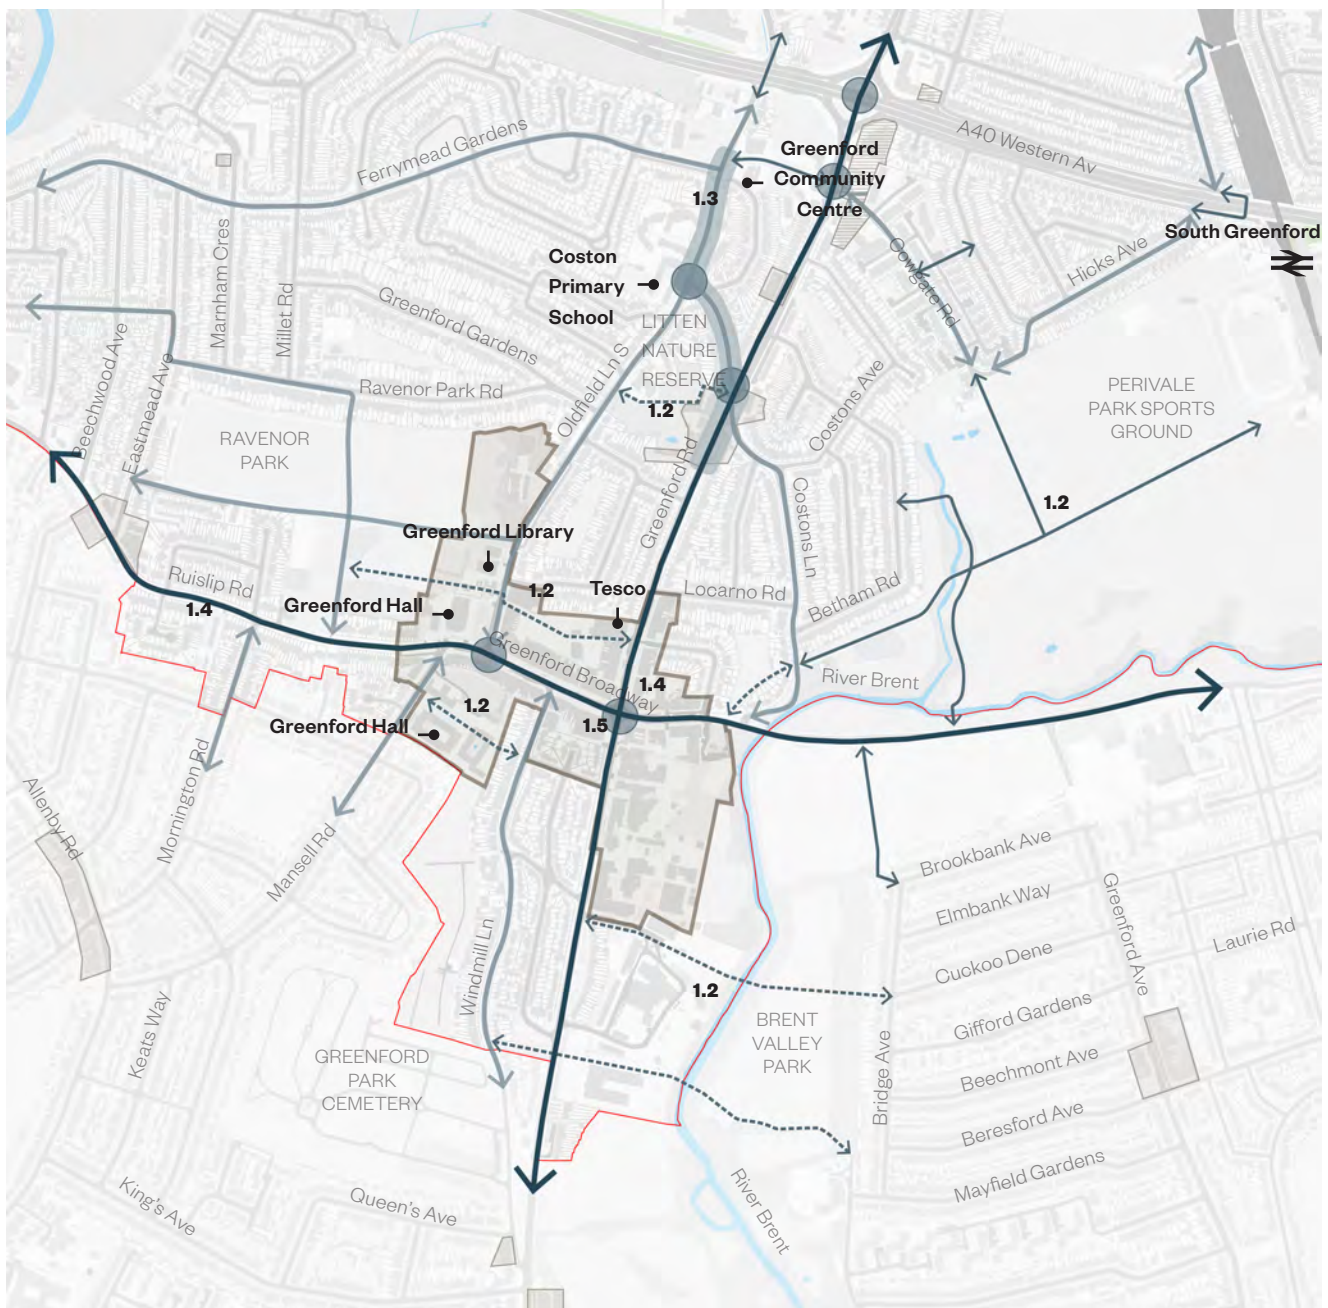 A40 Western Av
Ferrymead Gardens
Greenford
Community
Centre
1.3
South Greenford
Hicks Ave
Cowgate Rd
Marnham Cres
Millet Rd
Coston
Primary
School
Greenford Gardens
LITTEN
NATURE
RESERVE
Beechwood Ave
Eastmead Ave
Ravenor Park Rd
Oldfield Ln S
1.2
Costons Ave
PERIVALE
PARK SPORTS
GROUND
RAVENOR
PARK
Greenford Rd
Costons Ln
1.2
Greenford Library
Ruislip Rd
1.4
Greenford Hall
1.2
Tesco
Locarno Rd
Betham Rd
Greenford Broadway
1.4
River Brent
1.2
1.5
Greenford Hall
Allenby Rd
Mornington Rd
Mansell Rd
Brookbank Ave
Elmbank Way
Greenford Ave
Laurie Rd
Cuckoo Dene
Windmill Ln
1.2
Gifford Gardens
Keats Way
GREENFORD
PARK
CEMETERY
BRENT
VALLEY
PARK
Bridge Ave
Beechmont Ave
Beresford Ave
Mayfield Gardens
King's Ave
Queen's Ave
River Brent